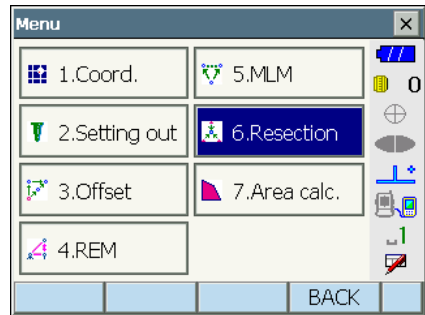 Menu
1.Coord.
5.MLM
0
2.Setting out
6.Resection
3.Offset
7.Area calc.
4.REM
1
BACK